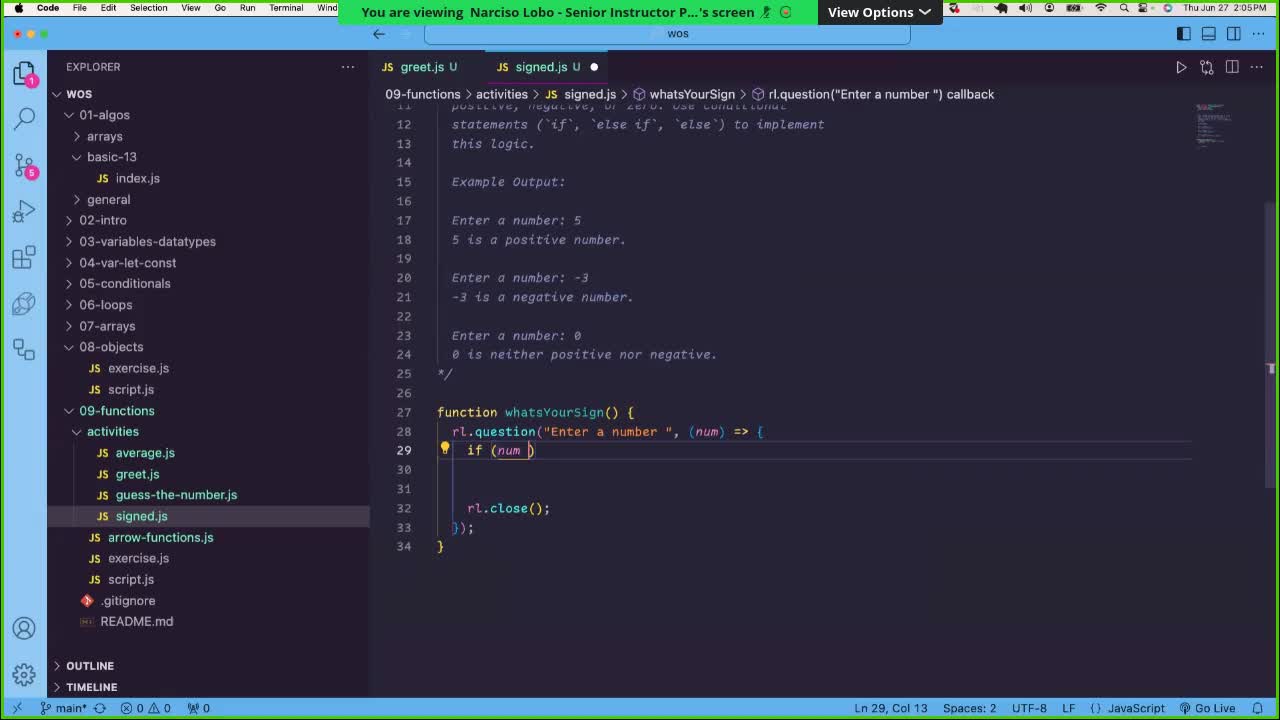 Code File Edit Selection View Go Run Terminal Wind
You are viewing Narciso Lobo - Senior Instructor P...'s screen
View Options
Thu Jun 27 2:05 PM
wos
EXPLORER
WOS
01-algos
arrays
basic-13
JS index.js
general
02-intro
03-variables-datatypes
04-var-let-const
05-conditionals
06-loops
07-arrays
08-objects
JS exercise.js
JS script.js
09-functions
activities
JS average.js
JS greet.js
JS guess-the-number.js
JS signed.js
JS arrow-functions.js
JS exercise.js
JS script.js
.gitignore
README.md
OUTLINE
TIMELINE
1
5
JS greet.js U
JS signed.js U
09-functions > activities > JS signed.js > whatsYourSign > rl.question("Enter a number ") callback
11 positive, negative, or zero. Use conditional
12 statements (`if`, `else if`, `else`) to implement
13 this logic.
14
15 Example Output:
16
17 Enter a number: 5
18 5 is a positive number.
19
20 Enter a number: -3
21 -3 is a negative number.
22
23 Enter a number: 0
24 0 is neither positive nor negative.
25 */
26
27 function whatsYourSign() {
28 rl.question("Enter a number ", (num) => {
29 if (num )
30
31
32 rl.close();
33 });
34 }
main* 0 0 0
Ln 29, Col 13 Spaces: 2 UTF-8 LF {} JavaScript Go Live